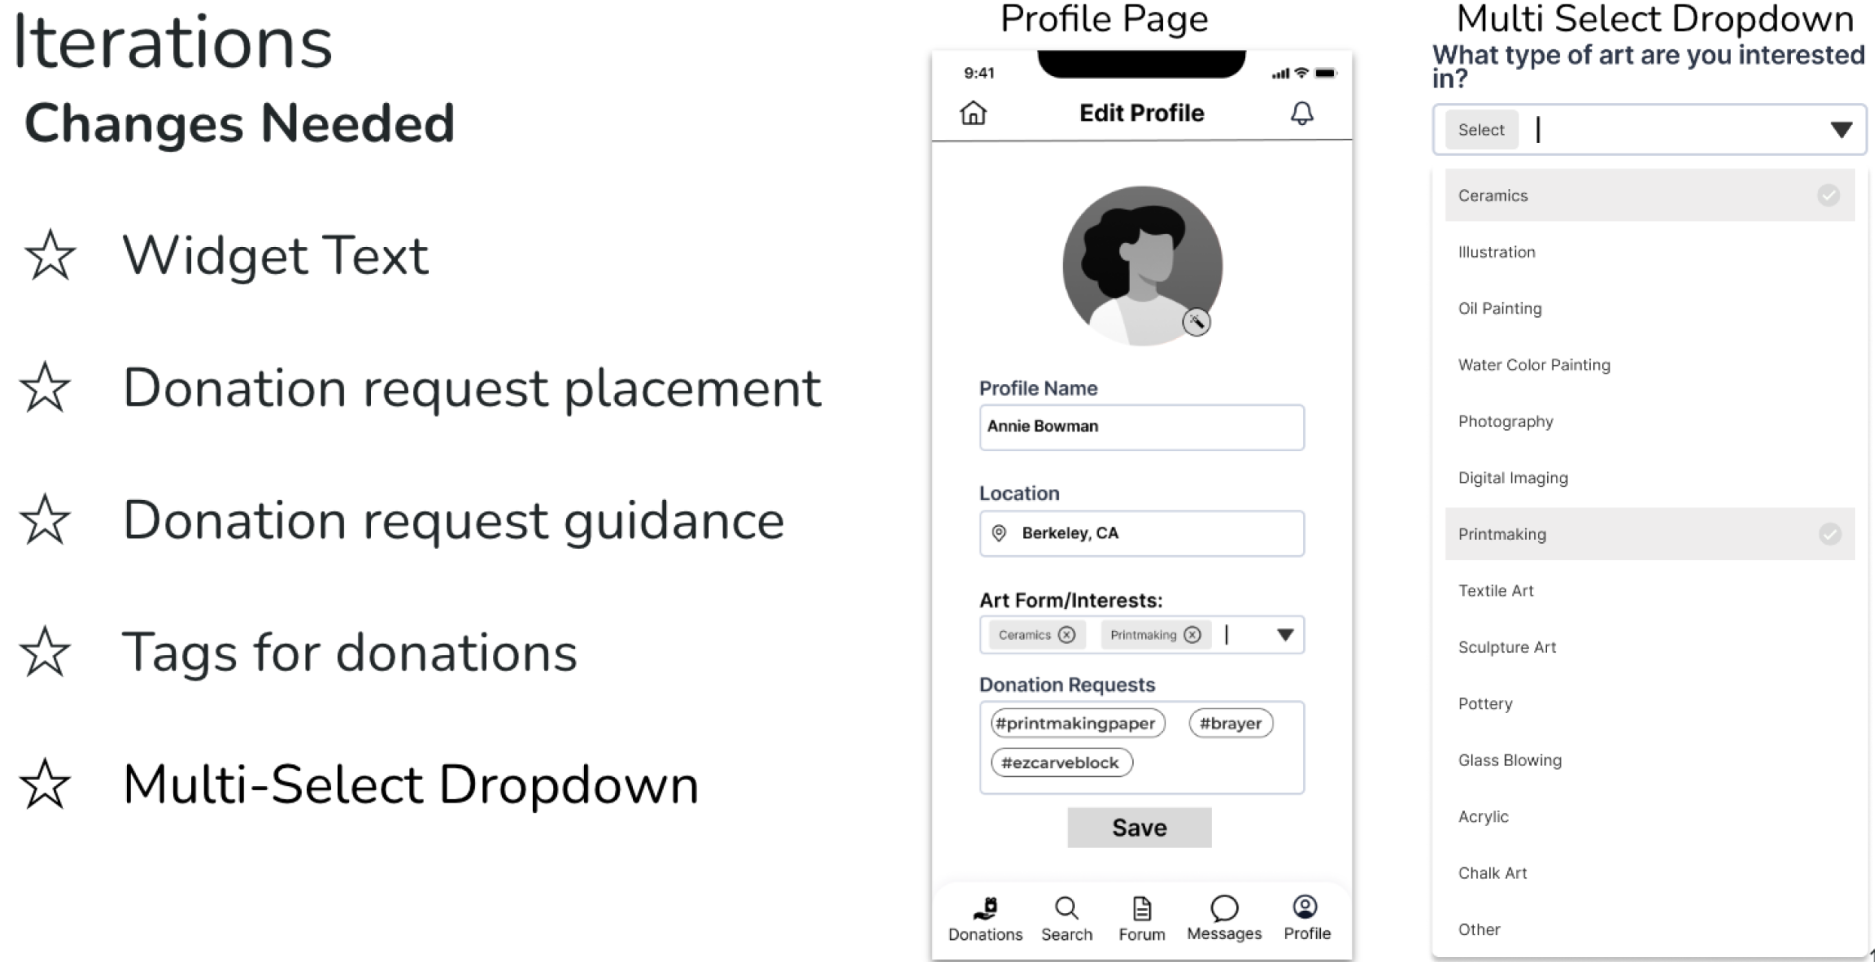 Iterations
Changes Needed
Widget Text
Donation request placement
Donation request guidance
Tags for donations
Multi-Select Dropdown
Profile Page
9:41
Edit Profile
Profile Name
Annie Bowman
Location
Berkeley, CA
Art Form/Interests:
Ceramics Printmaking
Donation Requests
#printmakingpaper #brayer
#ezcarveblock
Save
Donations Search Forum Messages Profile
Multi Select Dropdown
What type of art are you interested
in?
Select
Ceramics
Illustration
Oil Painting
Water Color Painting
Photography
Digital Imaging
Printmaking
Textile Art
Sculpture Art
Pottery
Glass Blowing
Acrylic
Chalk Art
Other